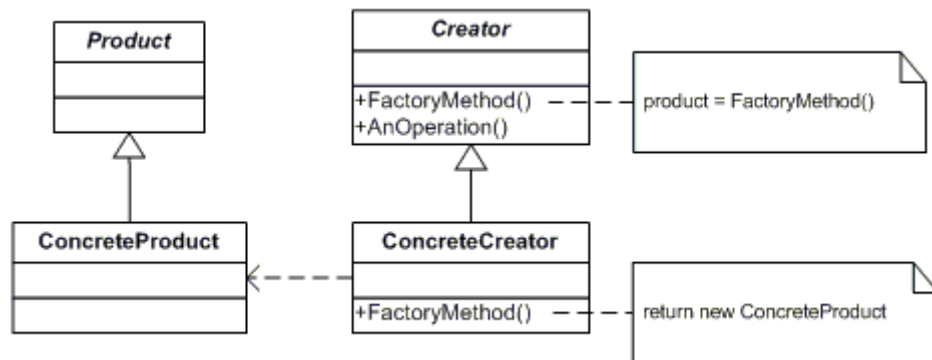 Product
Creator
+FactoryMethod()
+AnOperation()
product = FactoryMethod()
ConcreteProduct
ConcreteCreator
+FactoryMethod()
return new ConcreteProduct